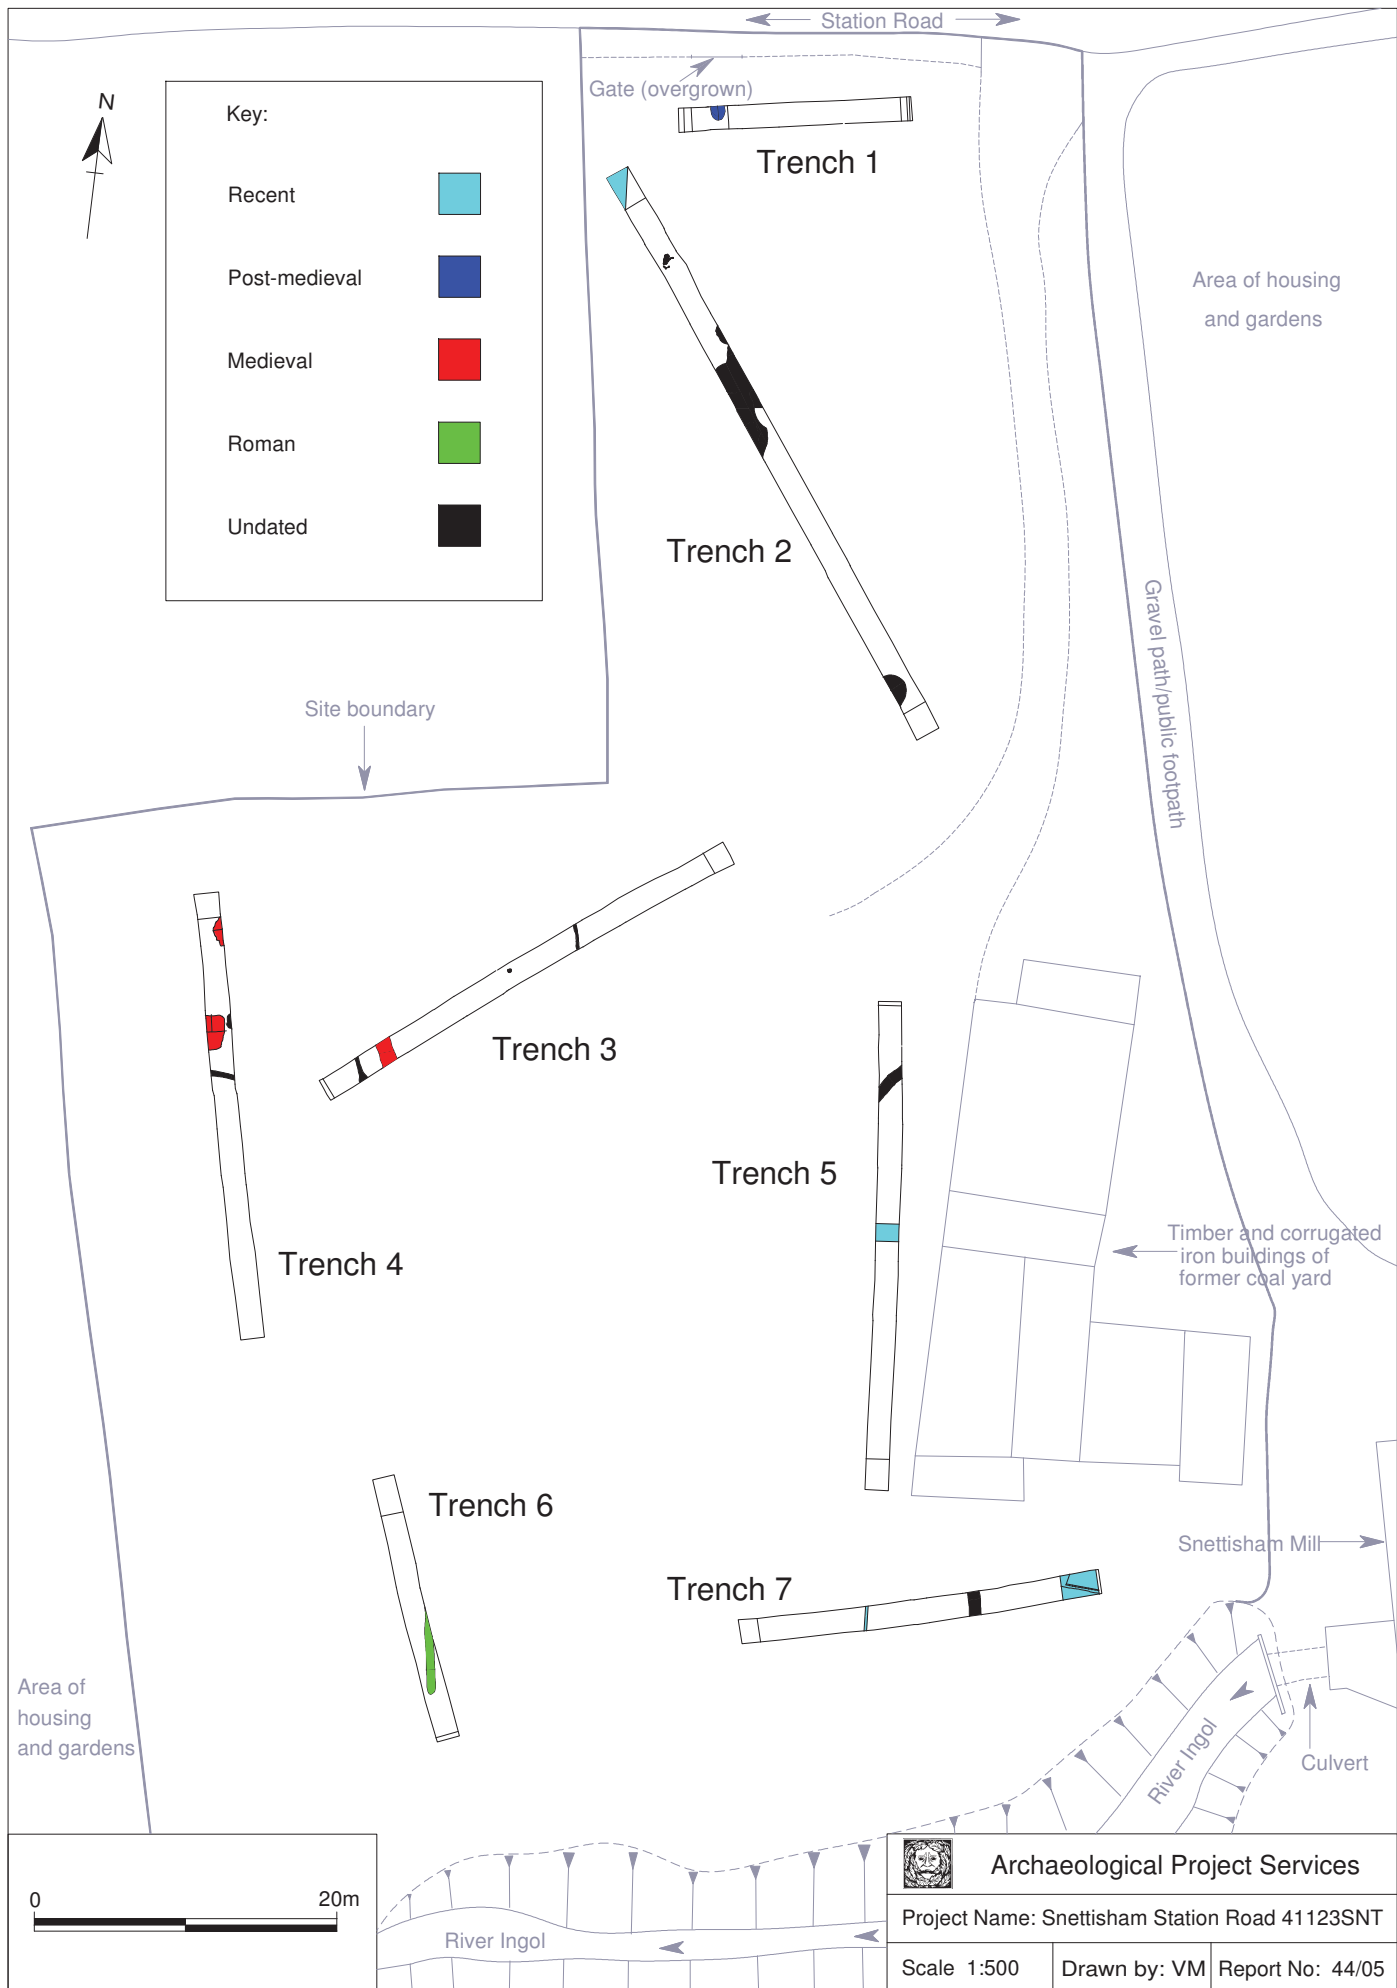 Station Road
Gate (overgrown)
N
Key:
Recent
Post-medieval
Medieval
Roman
Undated
Trench 1
Area of housing
and gardens
Trench 2
Gravel path/public footpath
Site boundary
Trench 3
Trench 4
Trench 5
Timber and corrugated
iron buildings of
former coal yard
Trench 6
Snettisham Mill
Trench 7
Area of
housing
and gardens
River Ingol
Culvert
0 20m
River Ingol
Archaeological Project Services
Project Name: Snettisham Station Road 41123SNT
Scale 1:500
Drawn by: VM
Report No: 44/05